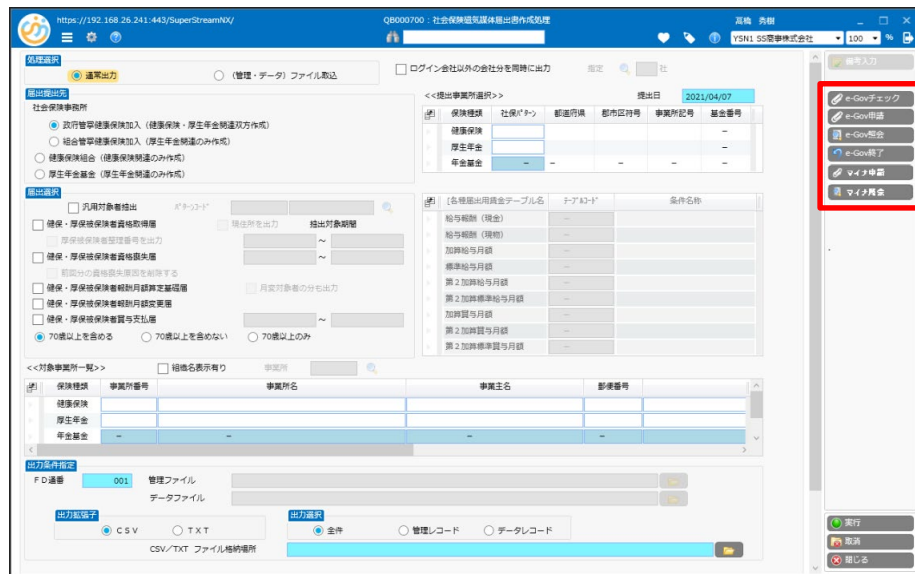 https://192.168.26.241:443/SuperStreamNX/ QB000700 : 社会保険磁気媒体届出書作成処理 髙橋 秀樹
YSN1 SS商事株式会社 100 %
処理選択
通常出力 (管理・データ) ファイル取込
ログイン会社以外の会社分を同時に出力 指定 社
届出提出先
社会保険事務所
政府管掌健康保険加入 (健康保険・厚生年金関連双方作成)
組合管掌健康保険加入 (厚生年金関連のみ作成)
健康保険組合 (健康保険関連のみ作成)
厚生年金基金 (厚生年金関連のみ作成)
<<提出事業所選択>> 提出日 2021/04/07
保険種類 社保パターン 都道府県 郡市区符号 事業所記号 基金番号
健康保険 –
厚生年金 –
年金基金 – – – – –
届出選択
汎用対象者抽出 パターンコード
健保・厚保被保険者資格取得届 現住所を出力 抽出対象期間
厚保被保険者整理番号を出力 ~
健保・厚保被保険者資格喪失届 ~
前回分の資格喪失原因を削除する
健保・厚保被保険者報酬月額算定基礎届 月変対象者の分も出力
健保・厚保被保険者報酬月額変更届
健保・厚保被保険者賞与支払届 ~
70歳以上を含める 70歳以上を含めない 70歳以上のみ
[各種届出用賃金テーブル名 テーブルコード 条件名称
給与報酬 (現金) –
給与報酬 (現物) –
加算給与月額 –
標準給与月額 –
第2加算給与月額 –
第2加算標準給与月額 –
加算賞与月額 –
第2加算賞与月額 –
第2加算標準賞与月額 –
<<対象事業所一覧>> 組織名表示有り 事業所
保険種類 事業所番号 事業所名 事業主名 郵便番号
健康保険
厚生年金
年金基金 – – – –
出力条件指定
FD通番 001 管理ファイル
データファイル
出力拡張子
CSV TXT
出力選択
全件 管理レコード データレコード
CSV/TXT ファイル格納場所
備考入力
e-Govチェック
e-Gov申請
e-Gov照会
e-Gov終了
マイナ申請
マイナ照会
実行
取消
閉じる